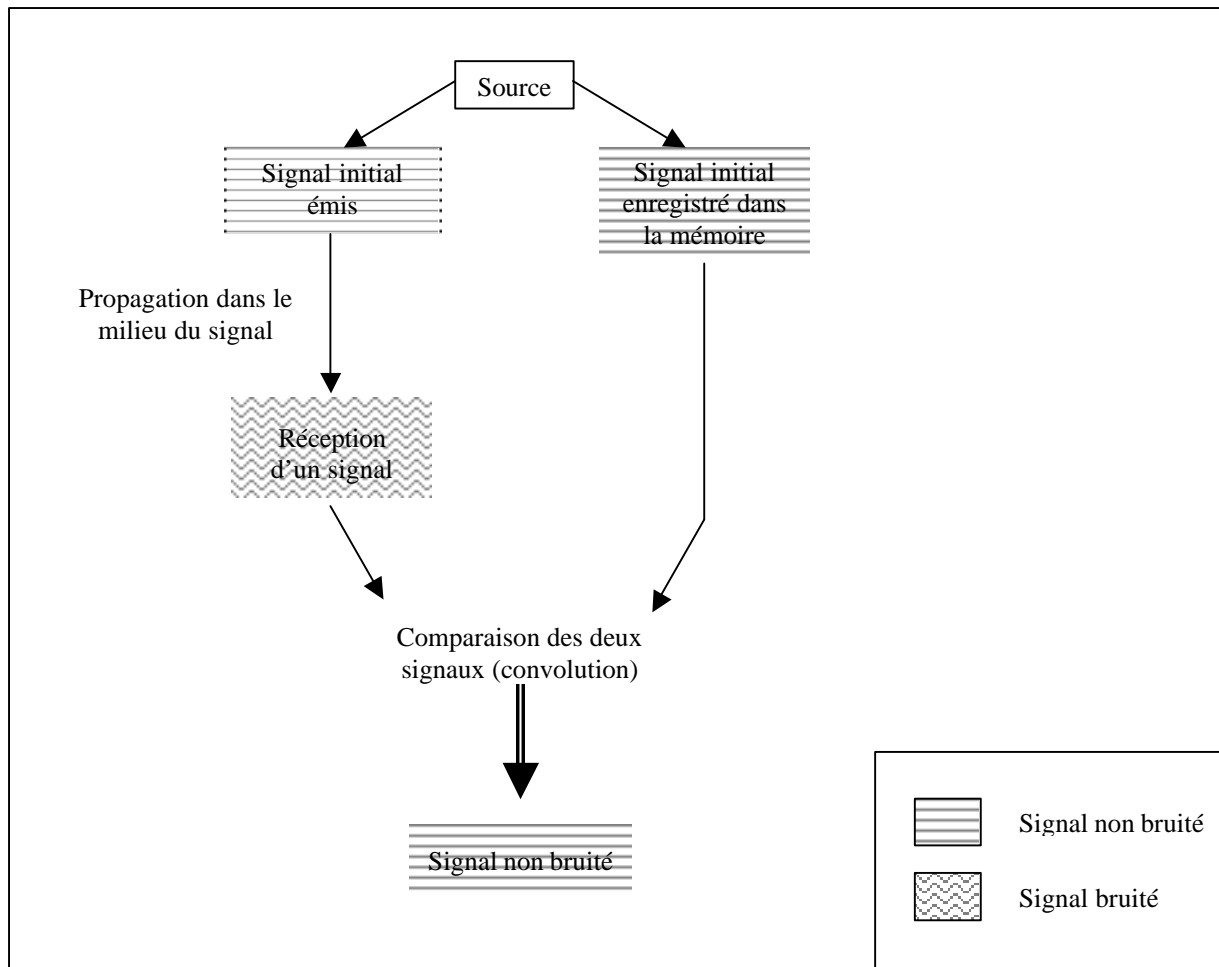 Source
Signal initial
émis
Signal initial
enregistré dans
la mémoire
Propagation dans le
milieu du signal
Réception
d'un signal
Comparaison des deux
signaux (convolution)
Signal non bruité
Signal non bruité
Signal bruité